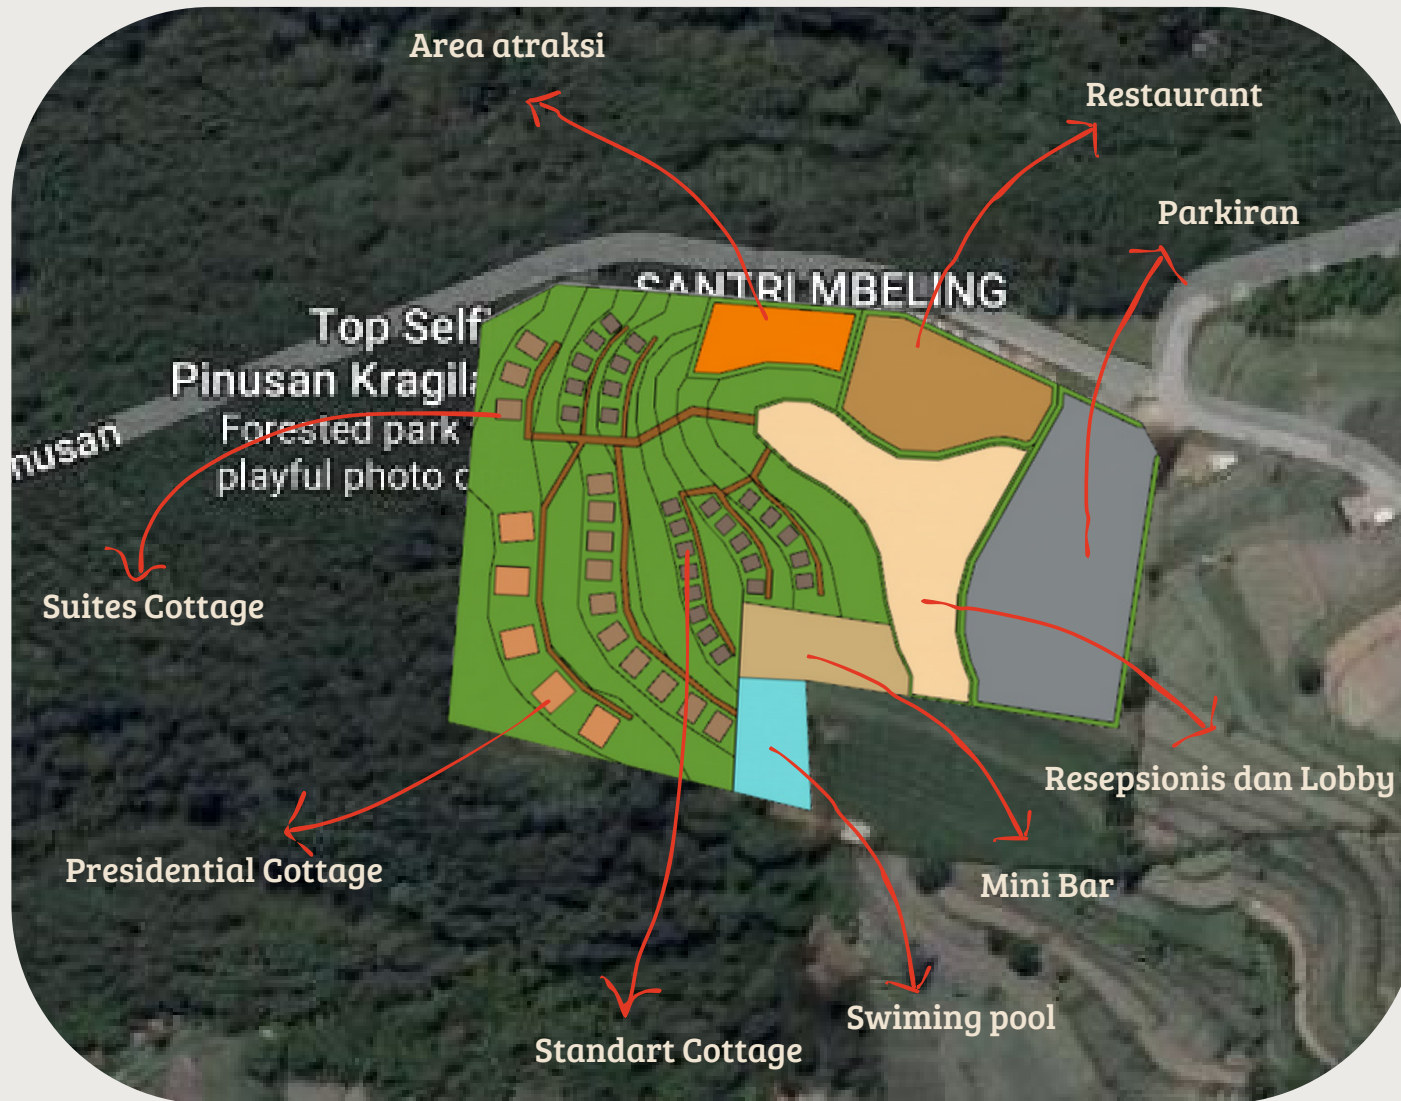 Area atraksi
Restaurant
Parkiran
SANTRI MBELING
Top Self
Pinusan Kragil
Forested park
playful photo
nusan
Suites Cottage
Resepsionis dan Lobby
Presidential Cottage
Mini Bar
Swiming pool
Standart Cottage